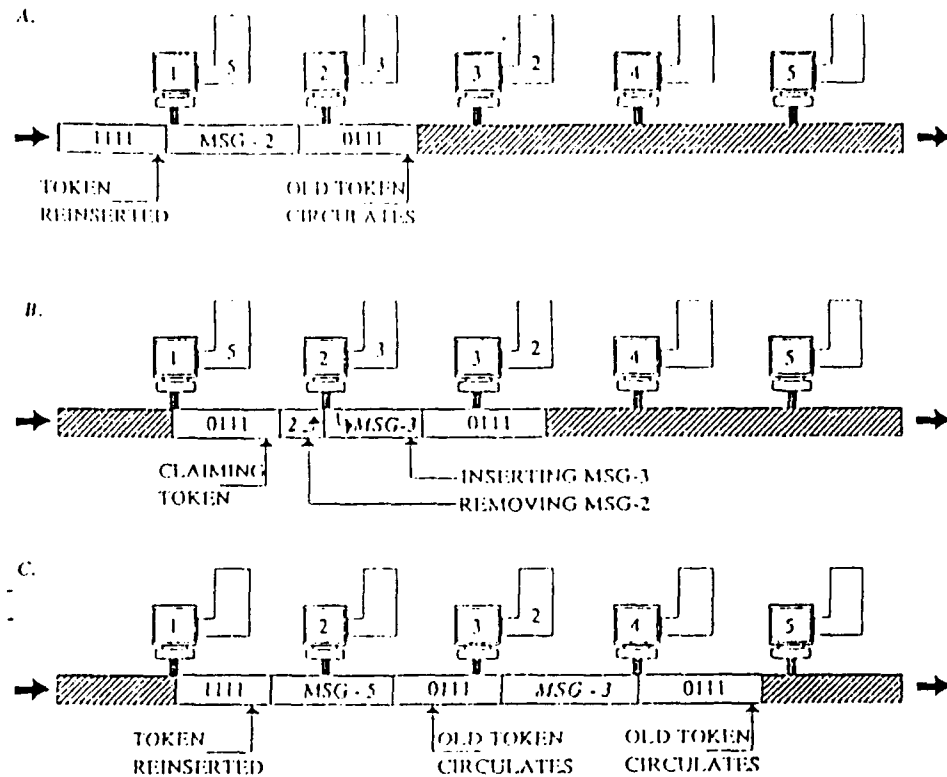 A.
5 3 2
1 2 3 4 5
1111 MSG - 2 0111
TOKEN
REINSERTED
OLD TOKEN
CIRCULATES
B.
5 3 2
1 2 3 4 5
0111 2 MSG-3 0111
CLAIMING
TOKEN
INSERTING MSG-3
REMOVING MSG-2
C.
2
1 2 3 4 5
1111 MSG - 5 0111 MSG - 3 0111
TOKEN
REINSERTED
OLD TOKEN
CIRCULATES
OLD TOKEN
CIRCULATES